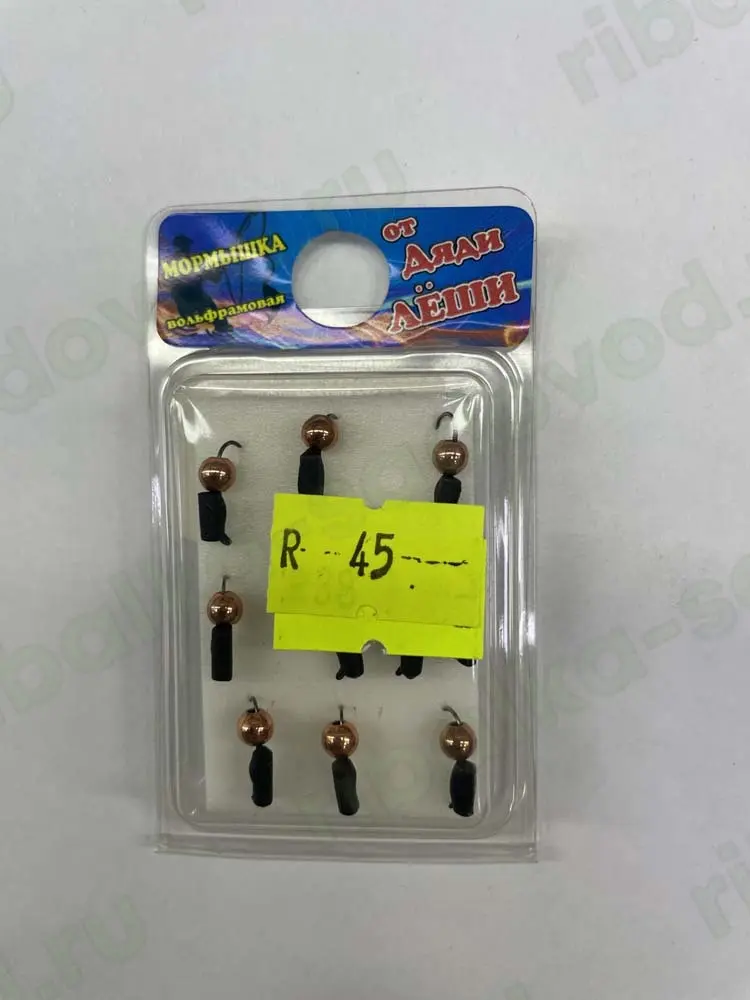 МОРМЫШКА
вольфрамовая
от
Дяди
ЛЁШИ
R-- 45----